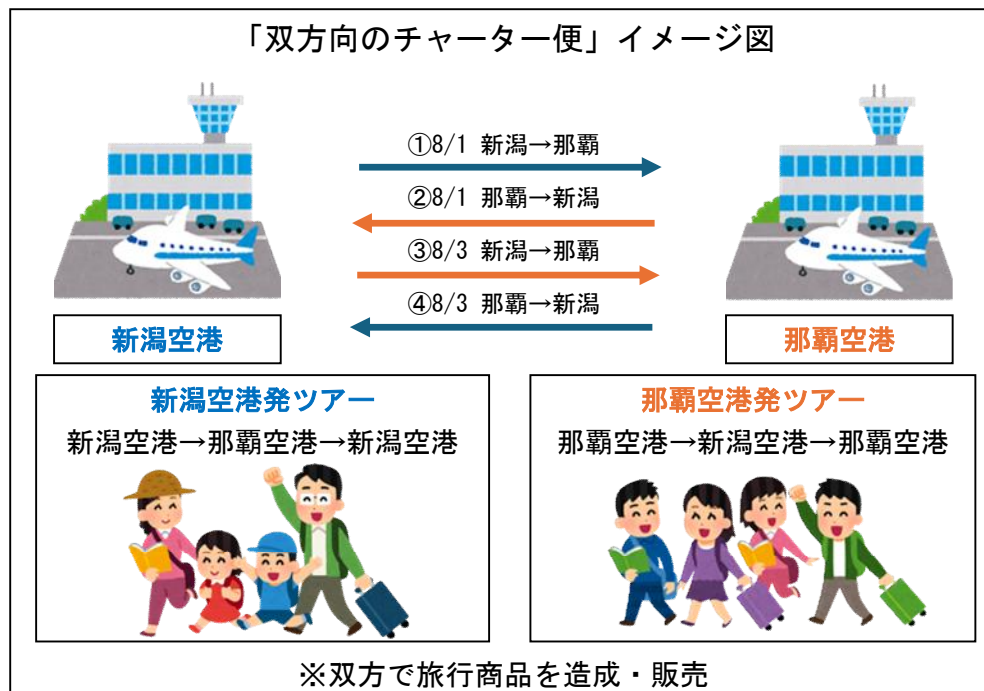 「双方向のチャーター便」イメージ図
①8/1 新潟→那覇
②8/1 那覇→新潟
③8/3 新潟→那覇
④8/3 那覇→新潟
新潟空港
那覇空港
新潟空港発ツアー
新潟空港→那覇空港→新潟空港
那覇空港発ツアー
那覇空港→新潟空港→那覇空港
※双方で旅行商品を造成・販売